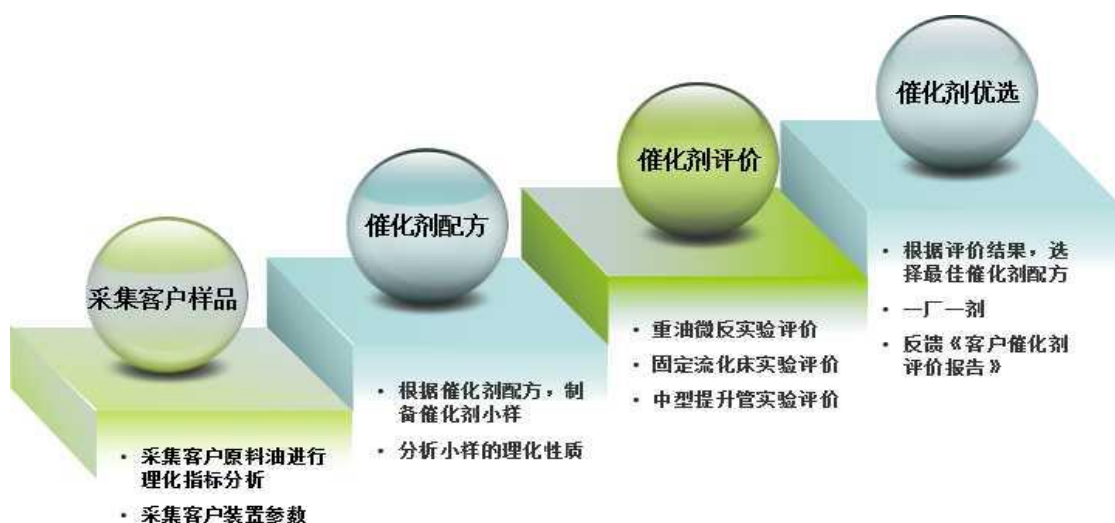 采集客户样品
• 采集客户原料油进行
理化指标分析
• 采集客户装置参数
催化剂配方
• 根据催化剂配方，制
备催化剂小样
• 分析小样的理化性质
催化剂评价
• 重油微反实验评价
• 固定流化床实验评价
• 中型提升管实验评价
催化剂优选
• 根据评价结果，选
择最佳催化剂配方
• 一厂一剂
• 反馈《客户催化剂
评价报告》